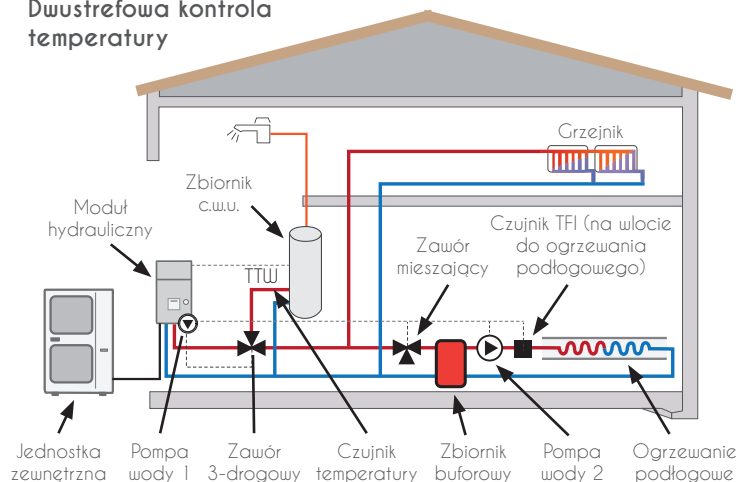 Dwustrefowa kontrola
temperatury
Grzejnik
Zbiornik
c.w.u.
Moduł
hydrauliczny
Czujnik TFI (na wlocie
do ogrzewania
podłogowego)
Zawór
mieszający
TTW
Jednostka
zewnętrzna
Pompa
wody 1
Zawór
3-drogowy
Czujnik
temperatury
Zbiornik
buforowy
Pompa
wody 2
Ogrzewanie
podłogowe